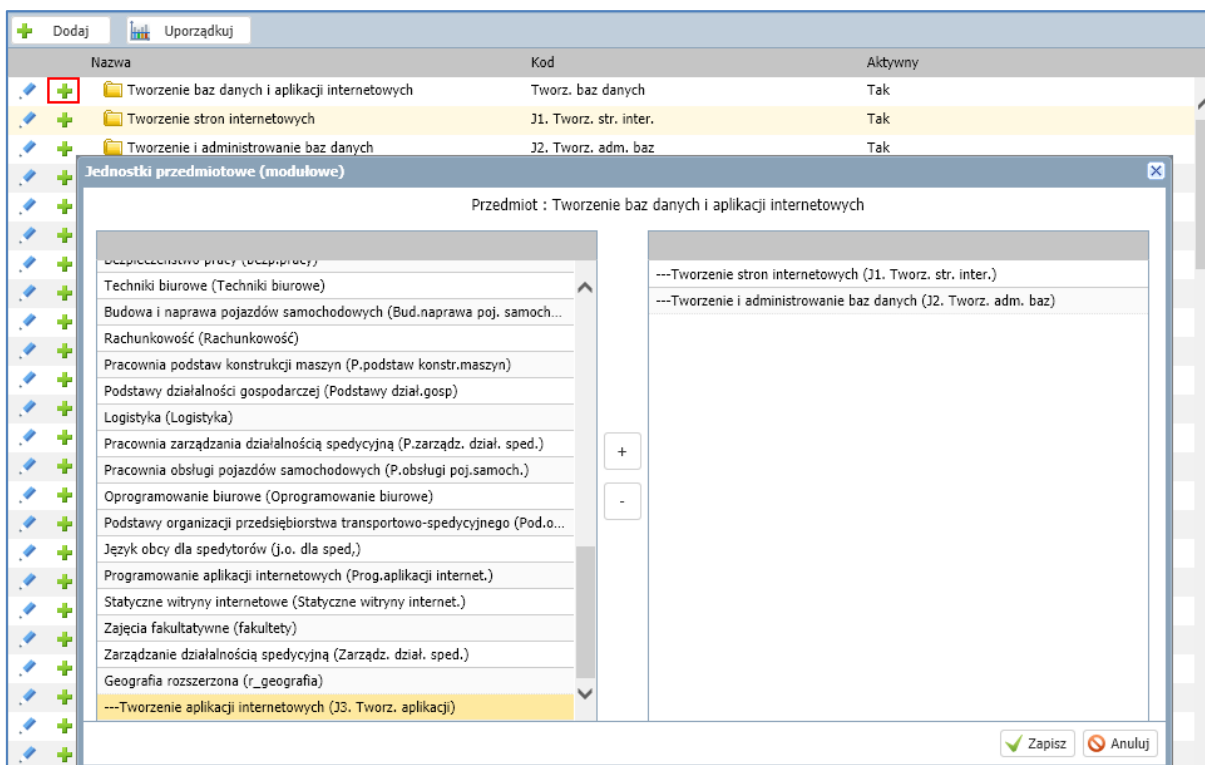 Dodaj Uporządkuj
Nazwa Kod Aktywny
Tworzenie baz danych i aplikacji internetowych Tworz. baz danych Tak
Tworzenie stron internetowych J1. Tworz. str. inter. Tak
Tworzenie i administrowanie baz danych J2. Tworz. adm. baz Tak
Jednostki przedmiotowe (modułowe)
Przedmiot : Tworzenie baz danych i aplikacji internetowych
Bezpieczeństwo pracy (Bezp.pracy)
Techniki biurowe (Techniki biurowe)
Budowa i naprawa pojazdów samochodowych (Bud.naprawa poj. samoch...
Rachunkowość (Rachunkowość)
Pracownia podstaw konstrukcji maszyn (P.podstaw konstr.maszyn)
Podstawy działalności gospodarczej (Podstawy dział.gosp)
Logistyka (Logistyka)
Pracownia zarządzania działalnością spedycyjną (P.zarządz. dział. sped.)
Pracownia obsługi pojazdów samochodowych (P.obsługi poj.samoch.)
Oprogramowanie biurowe (Oprogramowanie biurowe)
Podstawy organizacji przedsiębiorstwa transportowo-spedycyjnego (Pod.o...
Język obcy dla spedytorów (j.o. dla sped,)
Programowanie aplikacji internetowych (Prog.aplikacji internet.)
Statyczne witryny internetowe (Statyczne witryny internet.)
Zajęcia fakultatywne (fakultety)
Zarządzanie działalnością spedycyjną (Zarządz. dział. sped.)
Geografia rozszerzona (r_geografia)
---Tworzenie aplikacji internetowych (J3. Tworz. aplikacji)
+
-
---Tworzenie stron internetowych (J1. Tworz. str. inter.)
---Tworzenie i administrowanie baz danych (J2. Tworz. adm. baz)
Zapisz Anuluj